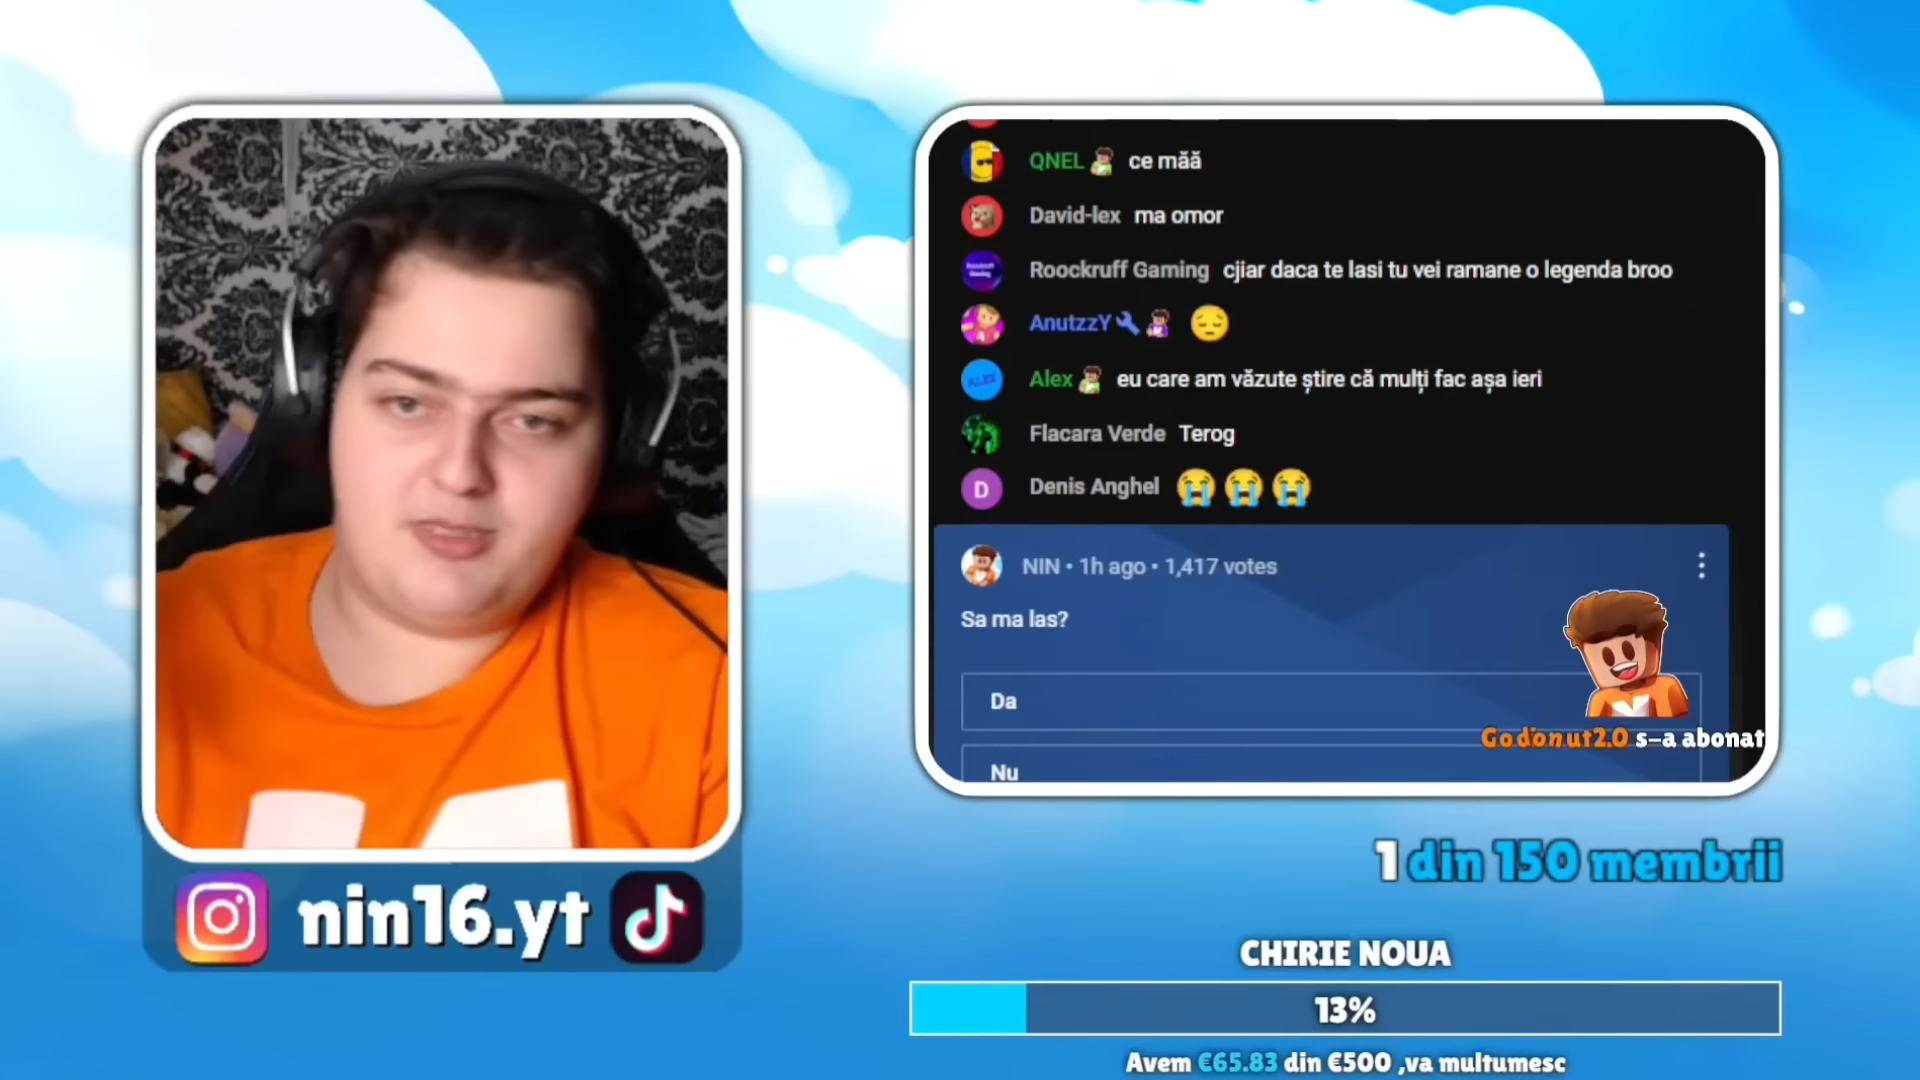 QNEL ce măă
David-lex ma omor
Roockruff Gaming cjiar daca te lasi tu vei ramane o legenda broo
AnutzzY
Alex eu care am văzute știre că mulți fac așa ieri
Flacara Verde Terog
D Denis Anghel
NIN • 1h ago • 1,417 votes
Sa ma las?
Da
Go donut2.0 s-a abonat
Nu
nin16.yt
1 din 150 membrii
CHIRIE NOUA
13%
Avem €65.83 din €500 ,va multumesc